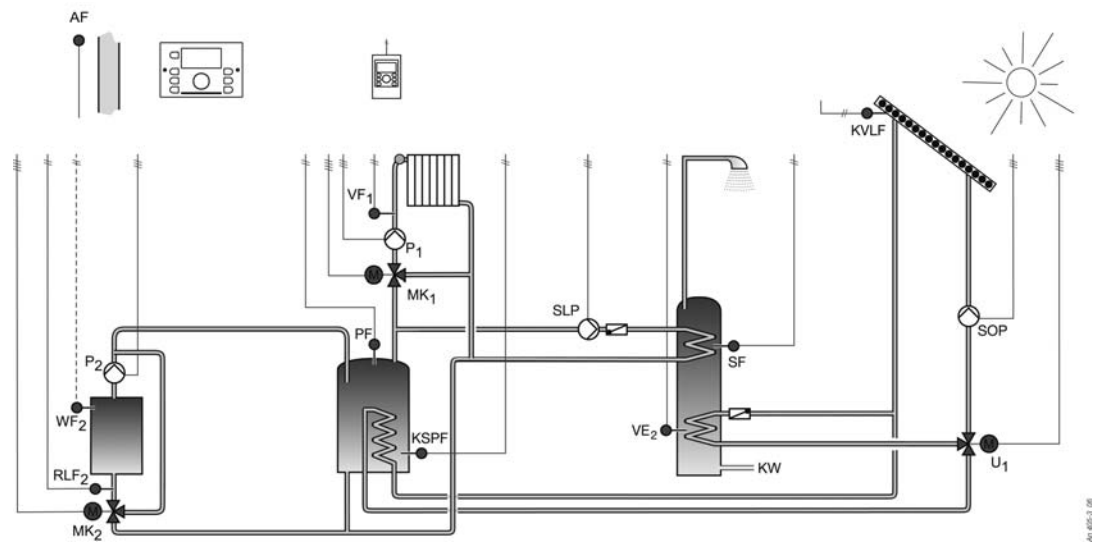 AF
KVLF
VF1
P1
M
MK1
SLP
PF
SF
SOP
P2
WF2
KSPF
VE2
M
U1
KW
RLF2
M
MK2